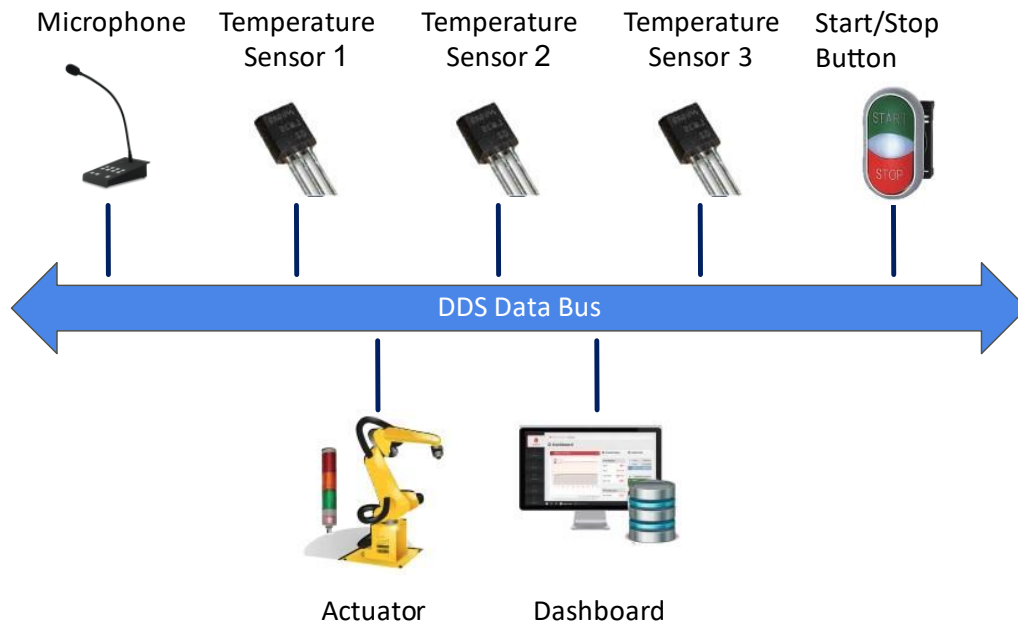 Microphone
Temperature
Sensor 1
Temperature
Sensor 2
Temperature
Sensor 3
Start/Stop
Button
START
STOP
DDS Data Bus
Dashboard
Actuator
Dashboard